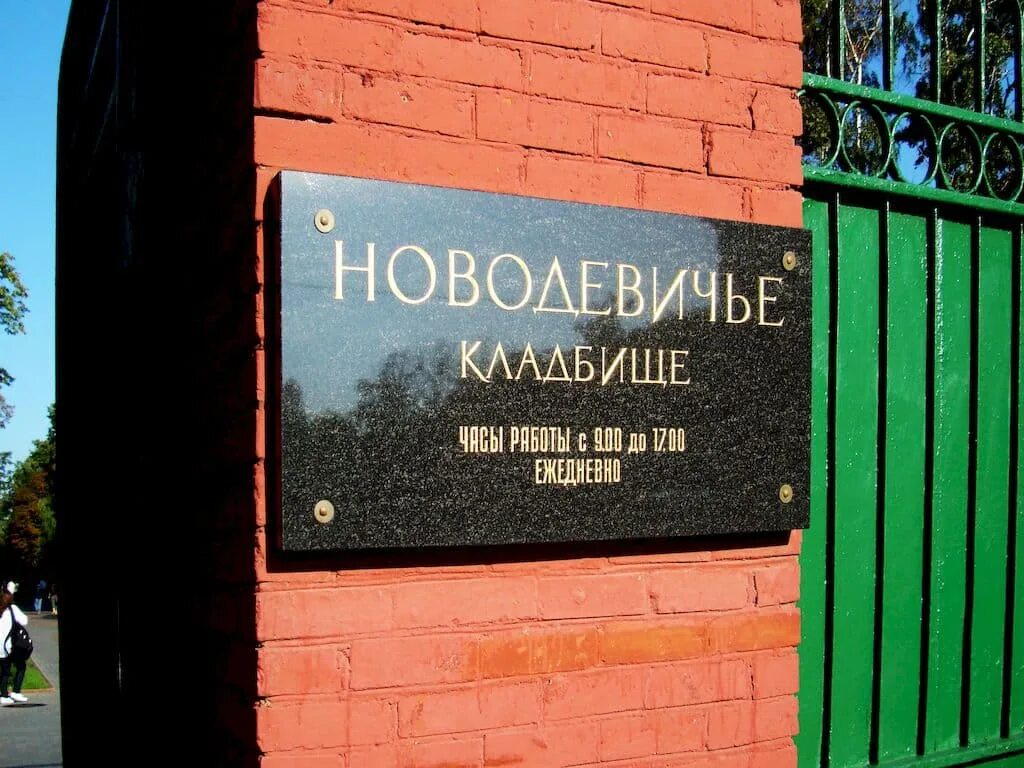 НОВОДЕВИЧЬЕ
КЛАДБИЩЕ
ЧАСЫ РАБОТЫ с 9.00 до 17.00
ЕЖЕДНЕВНО